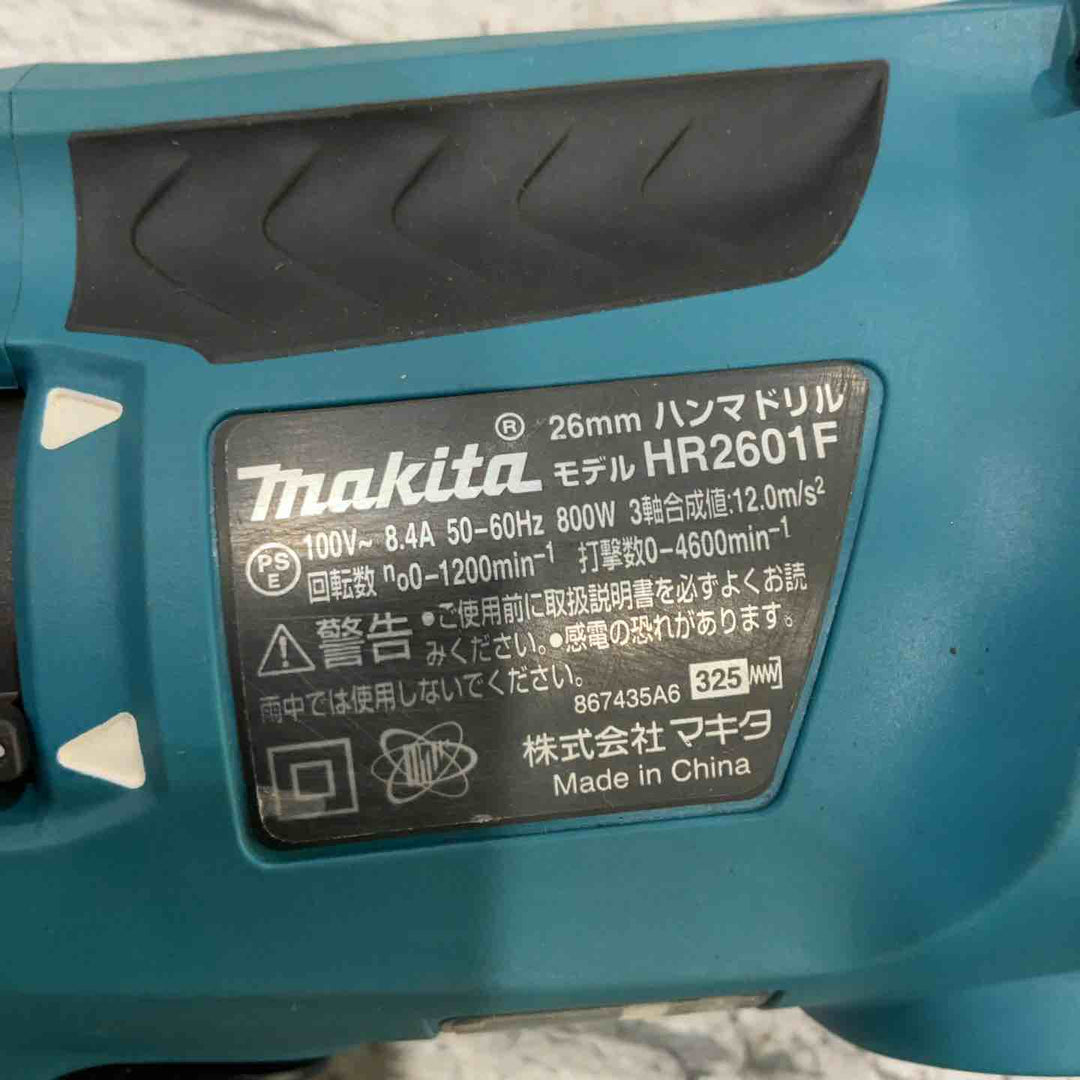 26mm ハンマドリル
makita® モデル HR2601F
100V~ 8.4A 50-60Hz 800W 3軸合成値:12.0m/s²
PSE 回転数 n₀0-1200min⁻¹ 打撃数0-4600min⁻¹
警告 •ご使用前に取扱説明書を必ずよくお読
みください。•感電の恐れがあります。
雨中では使用しないでください。
867435A6 325
株式会社 マキタ
Made in China